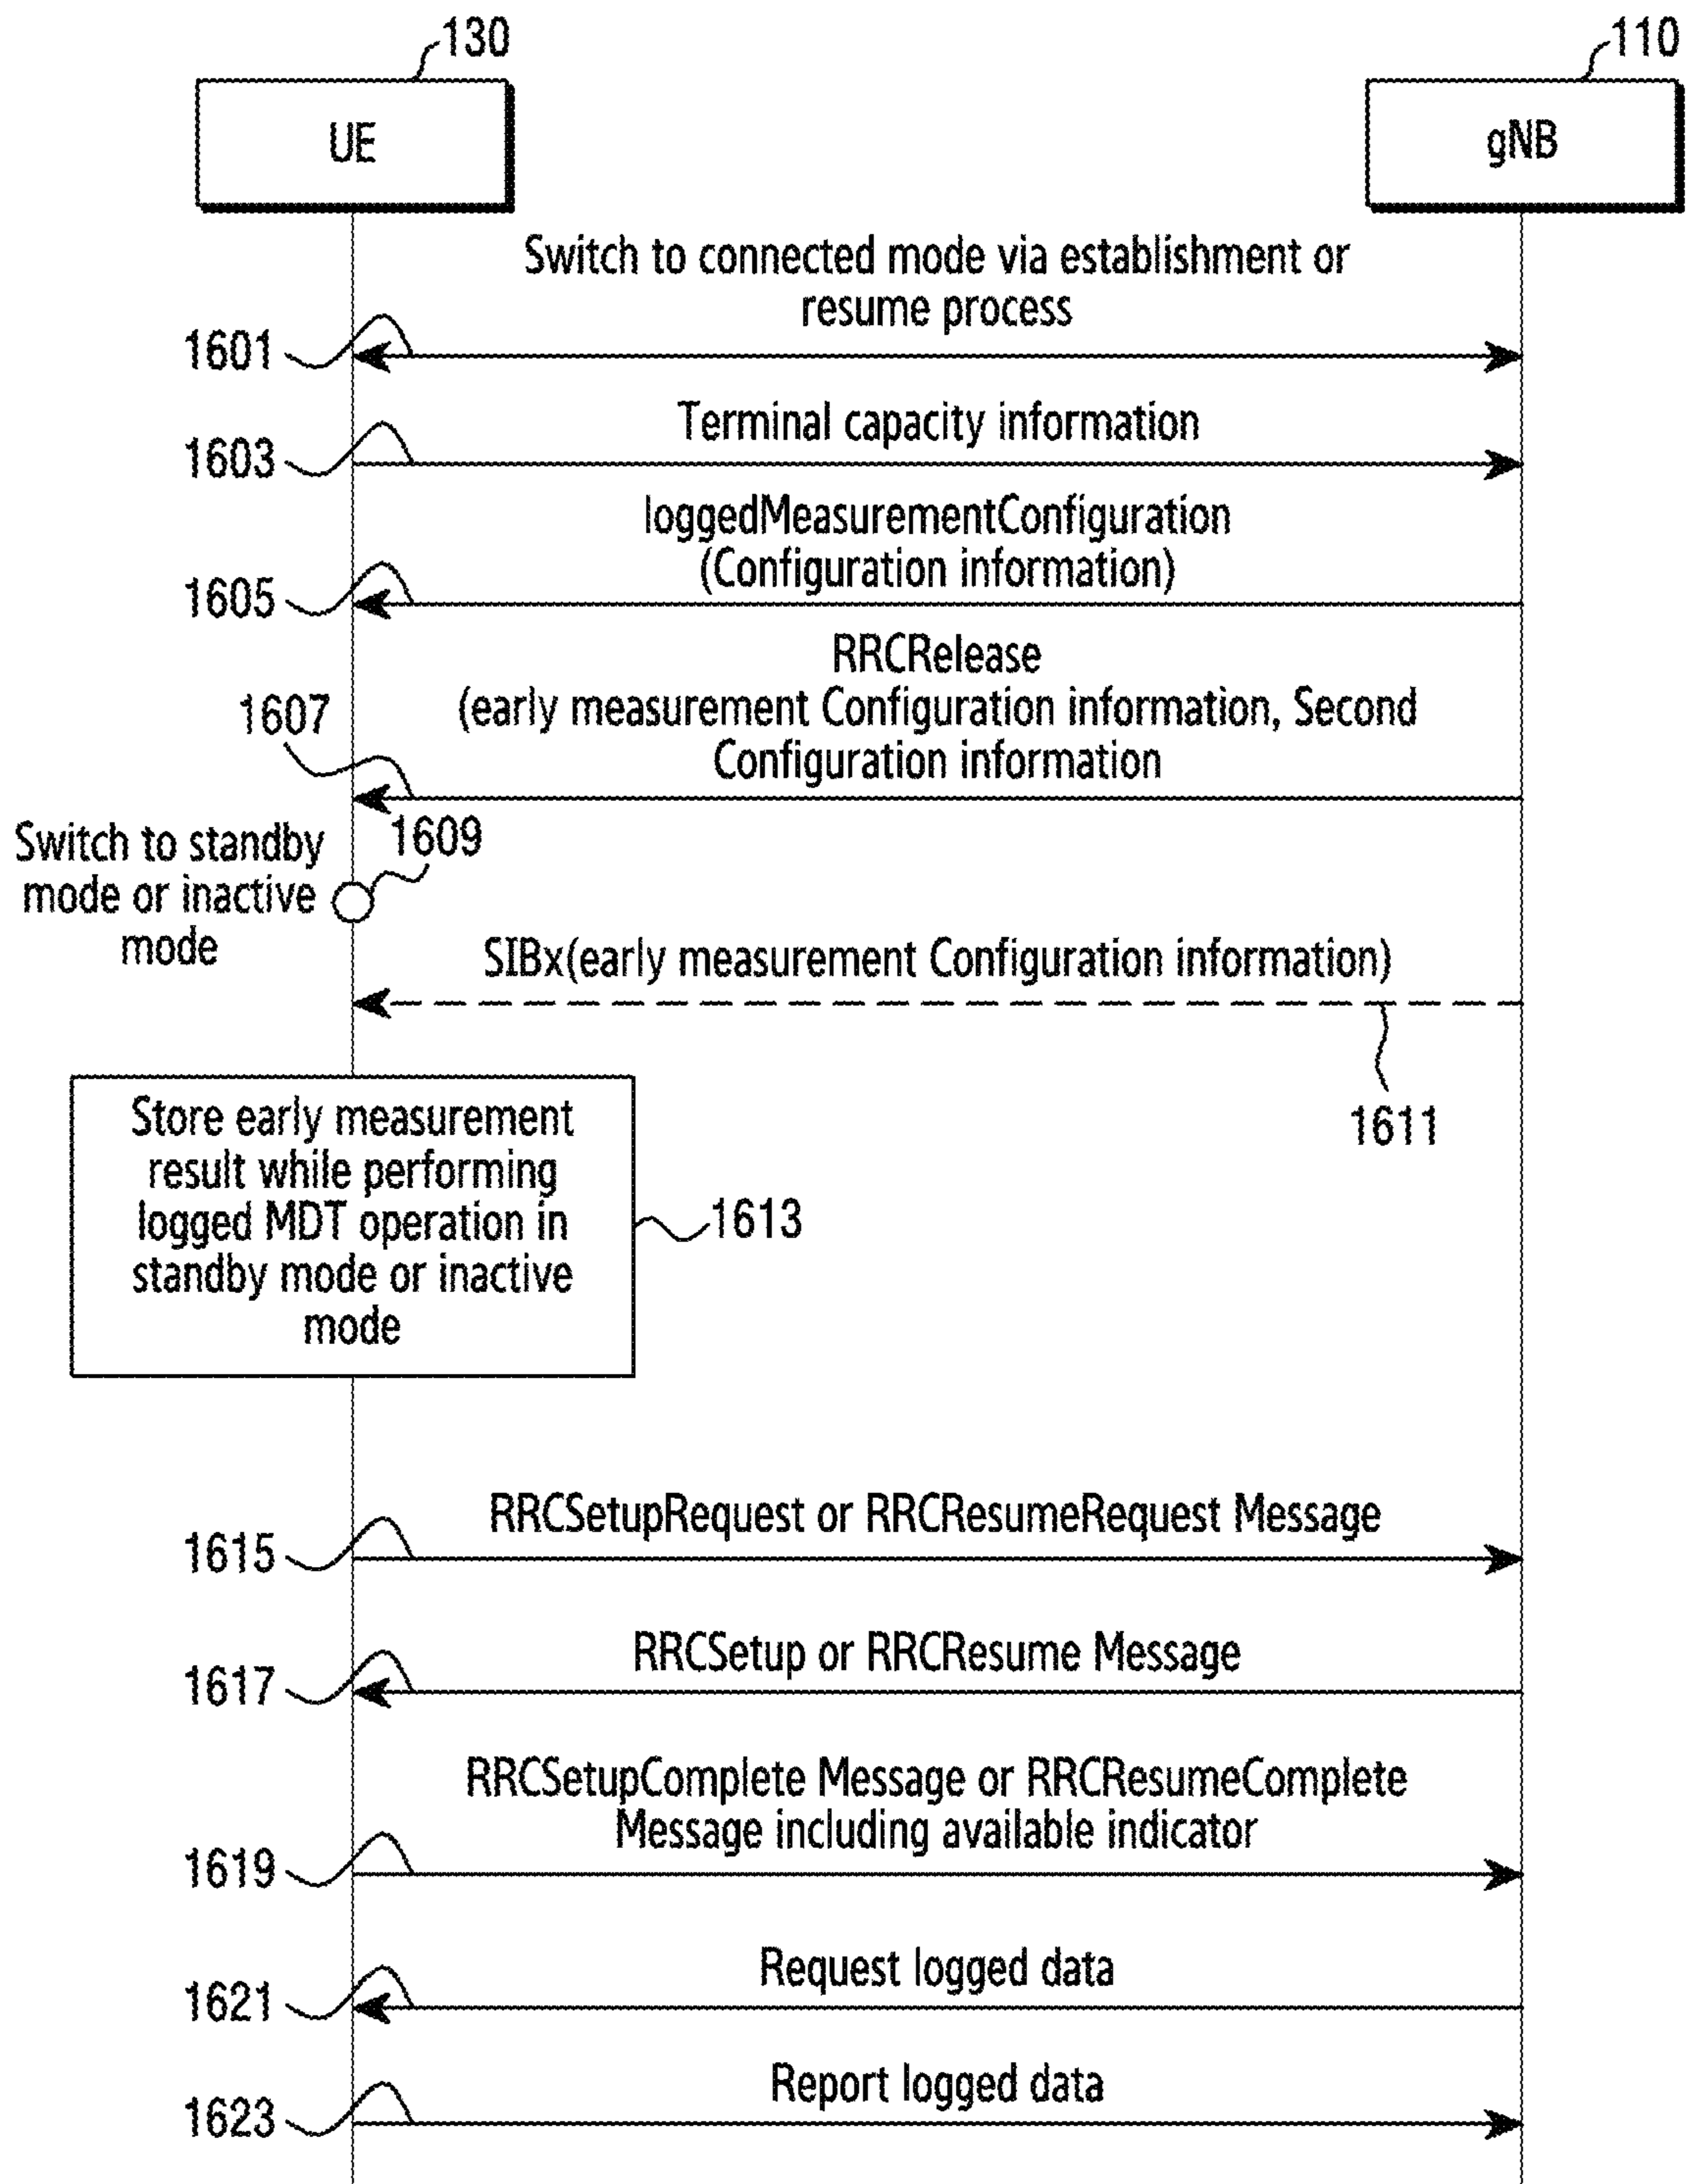 130
110
UE
gNB
Switch to connected mode via establishment or
resume process
1601
Terminal capacity information
1603
loggedMeasurementConfiguration
(Configuration information)
1605
RRCRelease
(early measurement Configuration information, Second
Configuration information
1607
Switch to standby
mode or inactive
mode
1609
SIBx(early measurement Configuration information)
1611
Store early measurement
result while performing
logged MDT operation in
standby mode or inactive
mode
1613
RRCSetupRequest or RRCResumeRequest Message
1615
RRCSetup or RRCResume Message
1617
RRCSetupComplete Message or RRCResumeComplete
Message including available indicator
1619
Request logged data
1621
Report logged data
1623